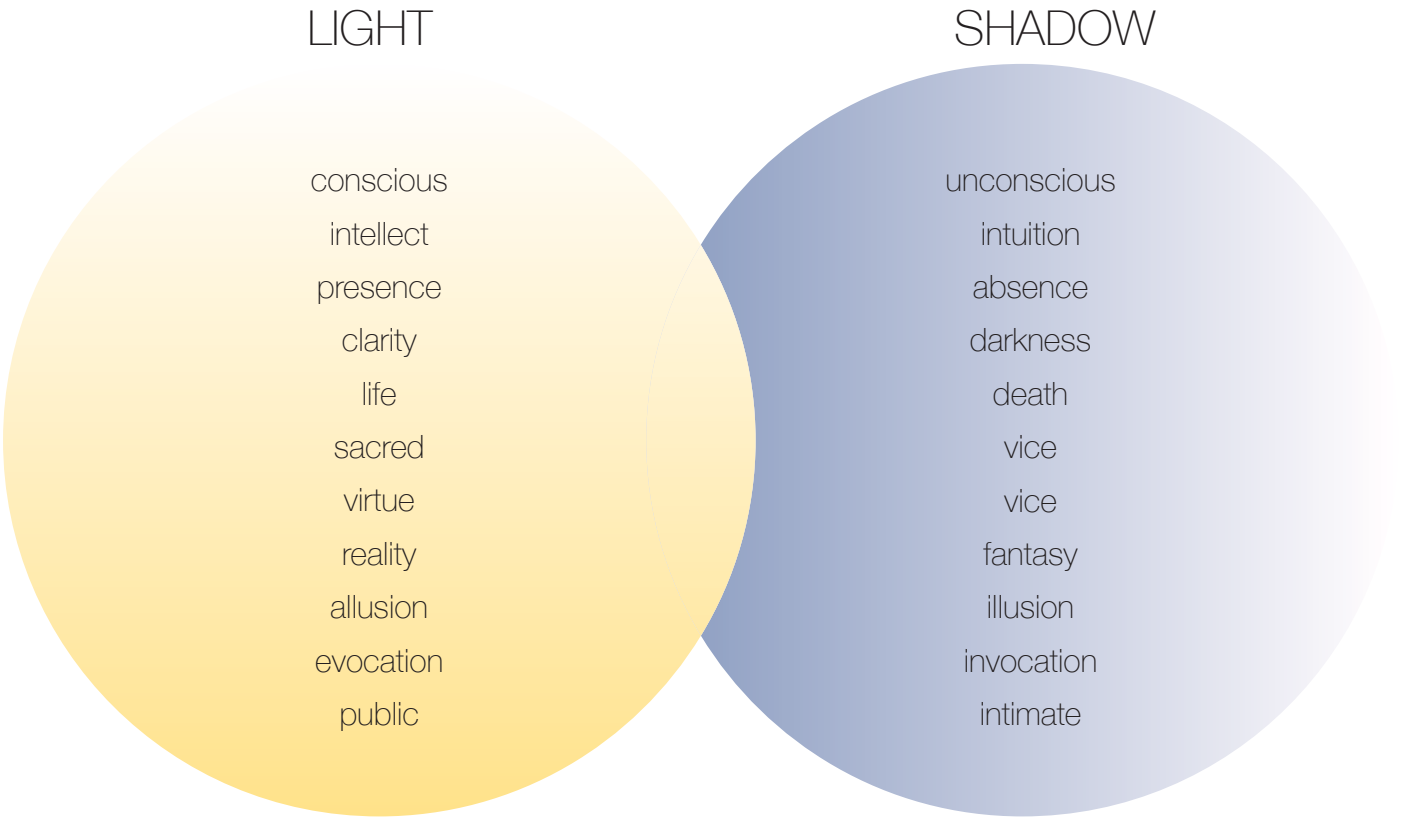 LIGHT
conscious
intellect
presence
clarity
life
sacred
virtue
reality
allusion
evocation
public
SHADOW
unconscious
intuition
absence
darkness
death
vice
vice
fantasy
illusion
invocation
intimate